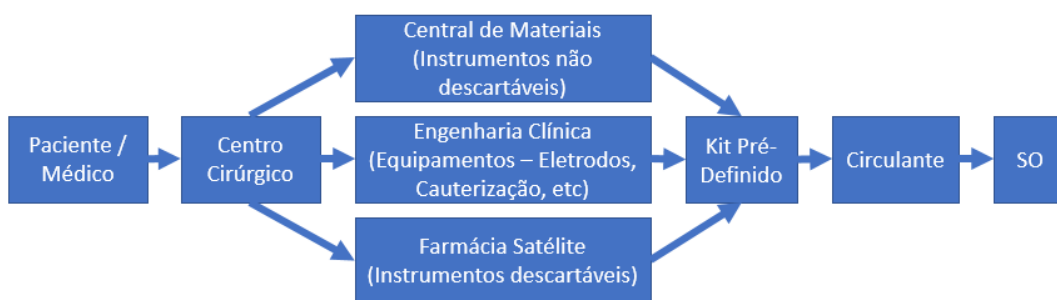 Paciente /
Médico
Centro
Cirúrgico
Central de Materiais
(Instrumentos não
descartáveis)
Engenharia Clínica
(Equipamentos – Eletrodos,
Cauterização, etc)
Farmácia Satélite
(Instrumentos descartáveis)
Kit Pré-
Definido
Circulante
SO